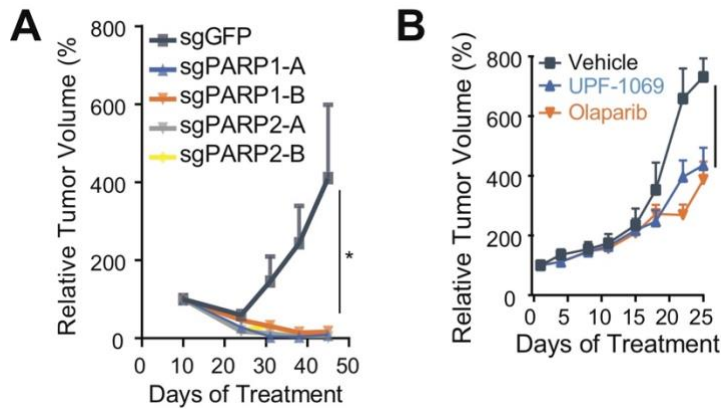 A
Relative Tumor Volume (%
800
600
400
200
0
sgGFP
sgPARP1-A
sgPARP1-B
sgPARP2-A
sgPARP2-B
*
0 10 20 30 40 50
Days of Treatment
B
Relative Tumor Volume (%)
800
600
400
200
0
Vehicle
UPF-1069
Olaparib
0 5 10 15 20 25
Days of Treatment